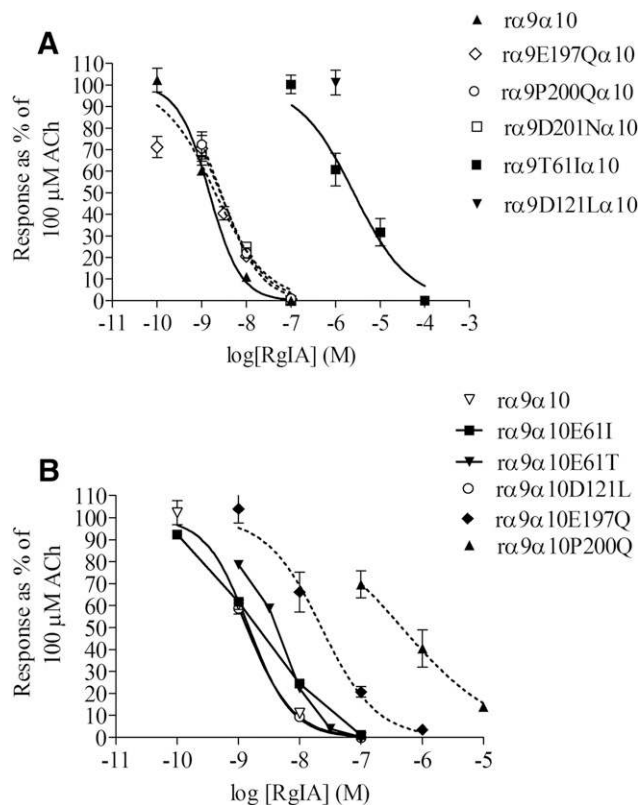 A
rα9α10
rα9E197Qα10
rα9P200Qα10
rα9D201Nα10
rα9T61Iα10
rα9D121Lα10
Response as % of
100 µM ACh
110
100
90
80
70
60
50
40
30
20
10
0
-11 -10 -9 -8 -7 -6 -5 -4 -3
log[RgIA] (M)
B
rα9α10
rα9α10E61I
rα9α10E61T
rα9α10D121L
rα9α10E197Q
rα9α10P200Q
Response as % of
100 µM ACh
110
100
90
80
70
60
50
40
30
20
10
0
-11 -10 -9 -8 -7 -6 -5
log [RgIA] (M)